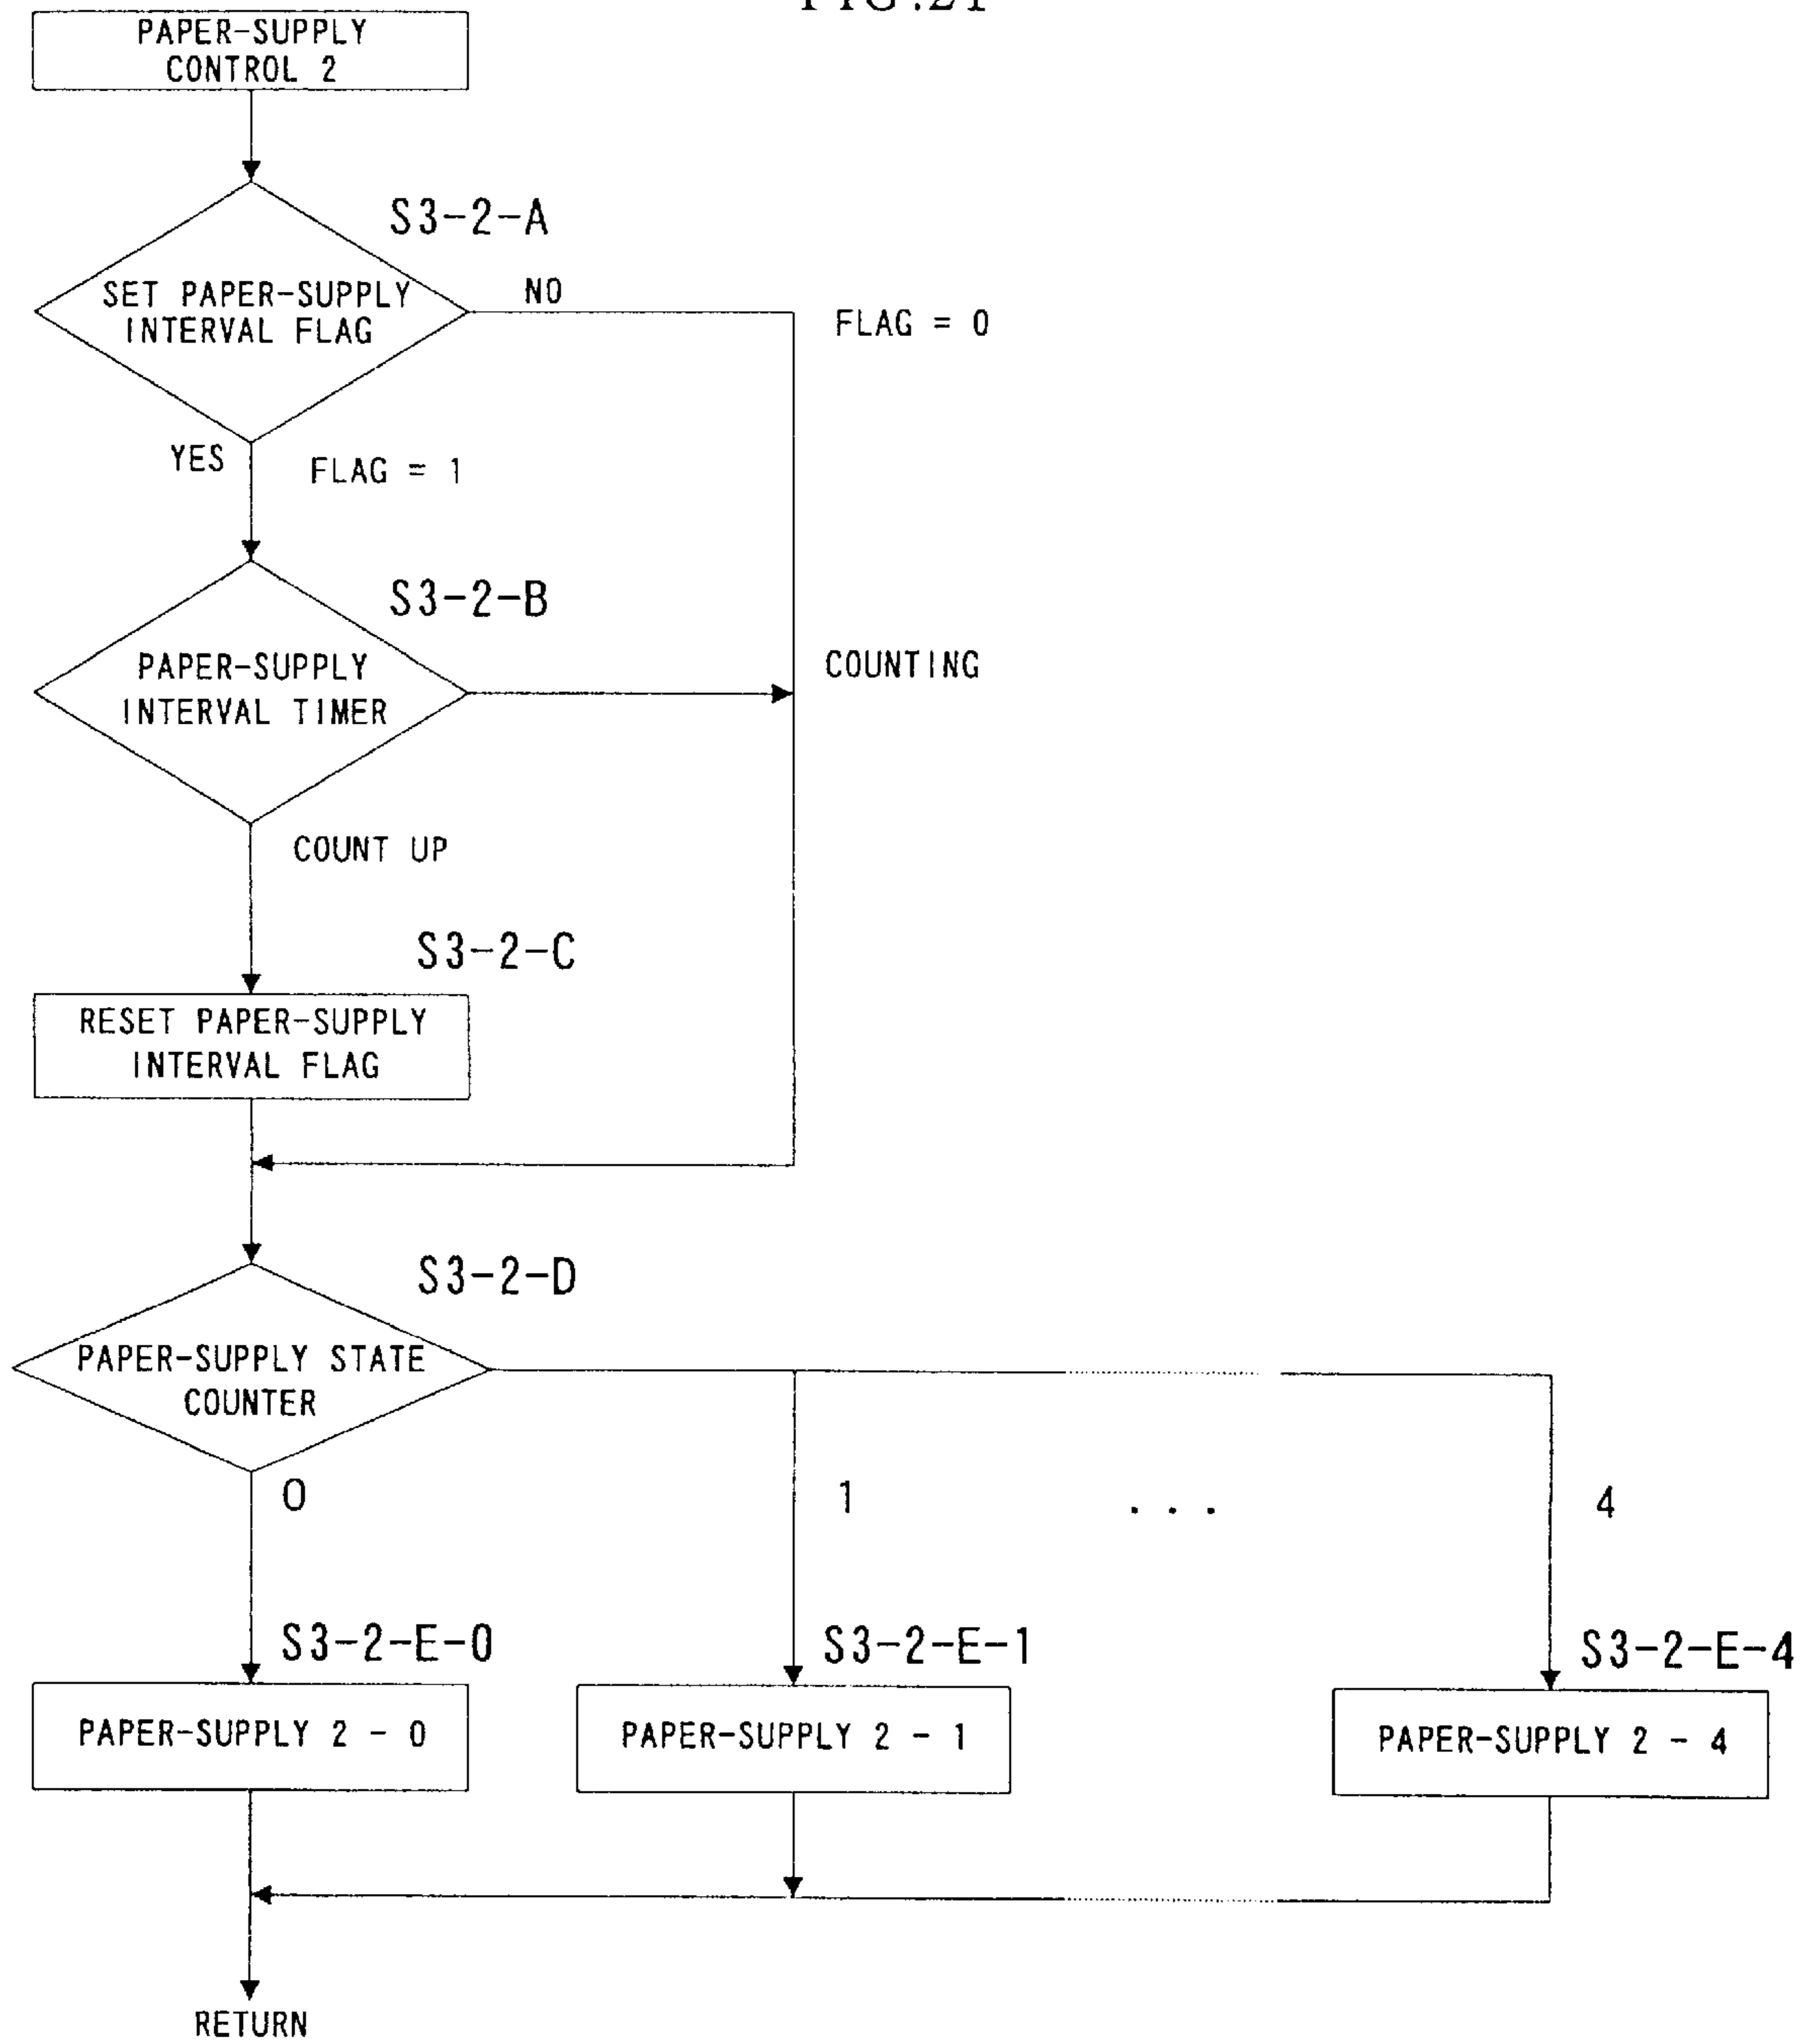 FIG.21
PAPER-SUPPLY
CONTROL 2
S3-2-A
SET PAPER-SUPPLY
INTERVAL FLAG
NO
FLAG = 0
YES
FLAG = 1
S3-2-B
PAPER-SUPPLY
INTERVAL TIMER
COUNTING
COUNT UP
S3-2-C
RESET PAPER-SUPPLY
INTERVAL FLAG
S3-2-D
PAPER-SUPPLY STATE
COUNTER
0
1
. . .
4
S3-2-E-0
S3-2-E-1
S3-2-E-4
PAPER-SUPPLY 2 - 0
PAPER-SUPPLY 2 - 1
PAPER-SUPPLY 2 - 4
RETURN